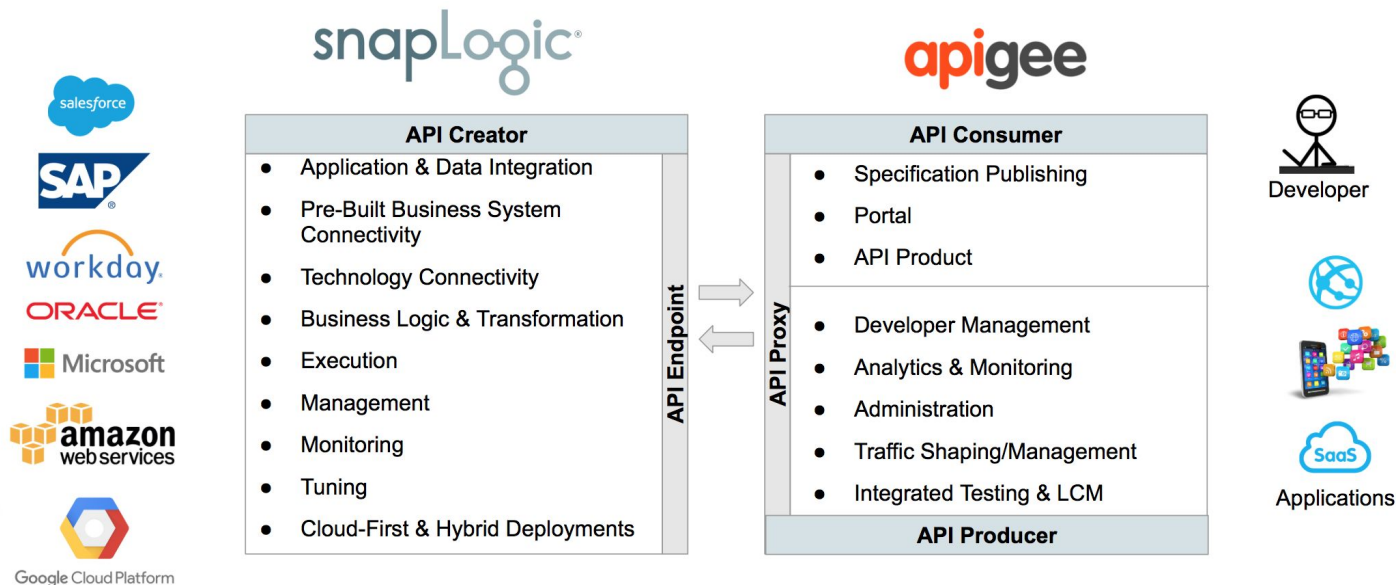 snapLogic®
apigee
salesforce
SAP®
workday.
ORACLE®
Microsoft
amazon
web services
Google Cloud Platform
API Creator
● Application & Data Integration
● Pre-Built Business System
Connectivity
● Technology Connectivity
● Business Logic & Transformation
● Execution
● Management
● Monitoring
● Tuning
● Cloud-First & Hybrid Deployments
API Endpoint
API Proxy
API Consumer
● Specification Publishing
● Portal
● API Product
● Developer Management
● Analytics & Monitoring
● Administration
● Traffic Shaping/Management
● Integrated Testing & LCM
API Producer
Developer
SaaS
Applications